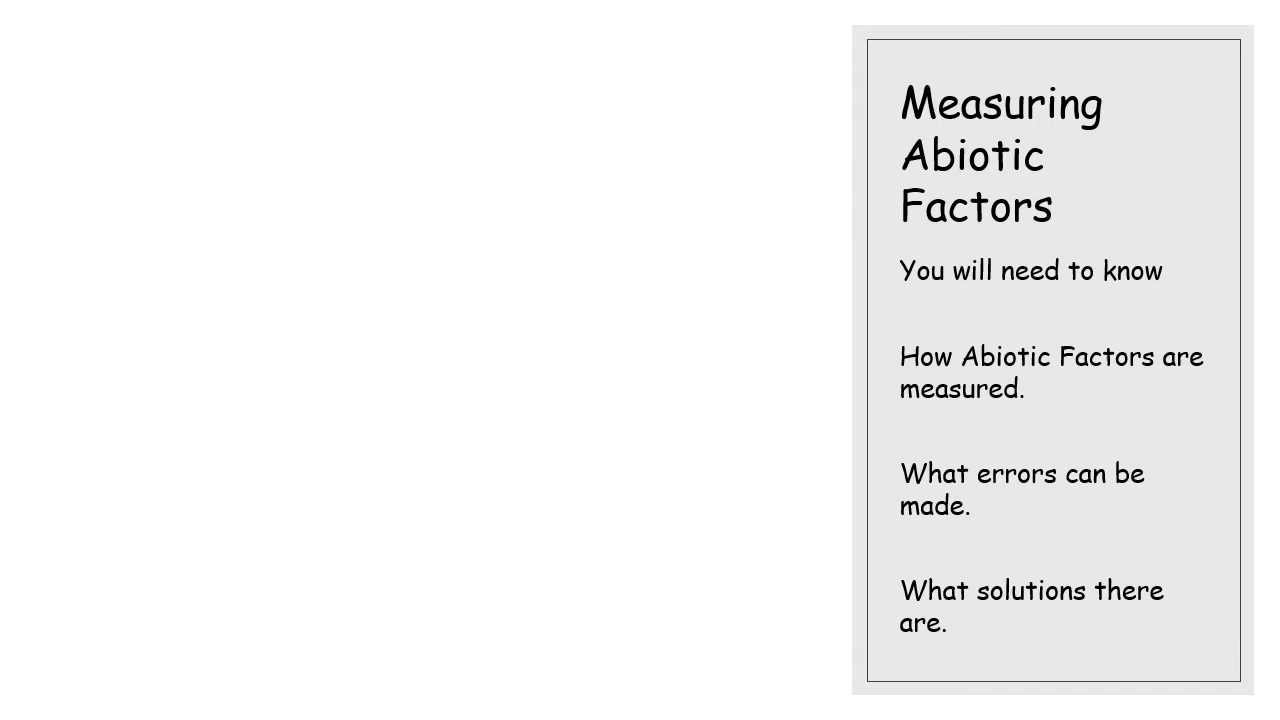 Measuring
Abiotic
Factors
You will need to know
How Abiotic Factors are
measured.
What errors can be
made.
What solutions there
are.